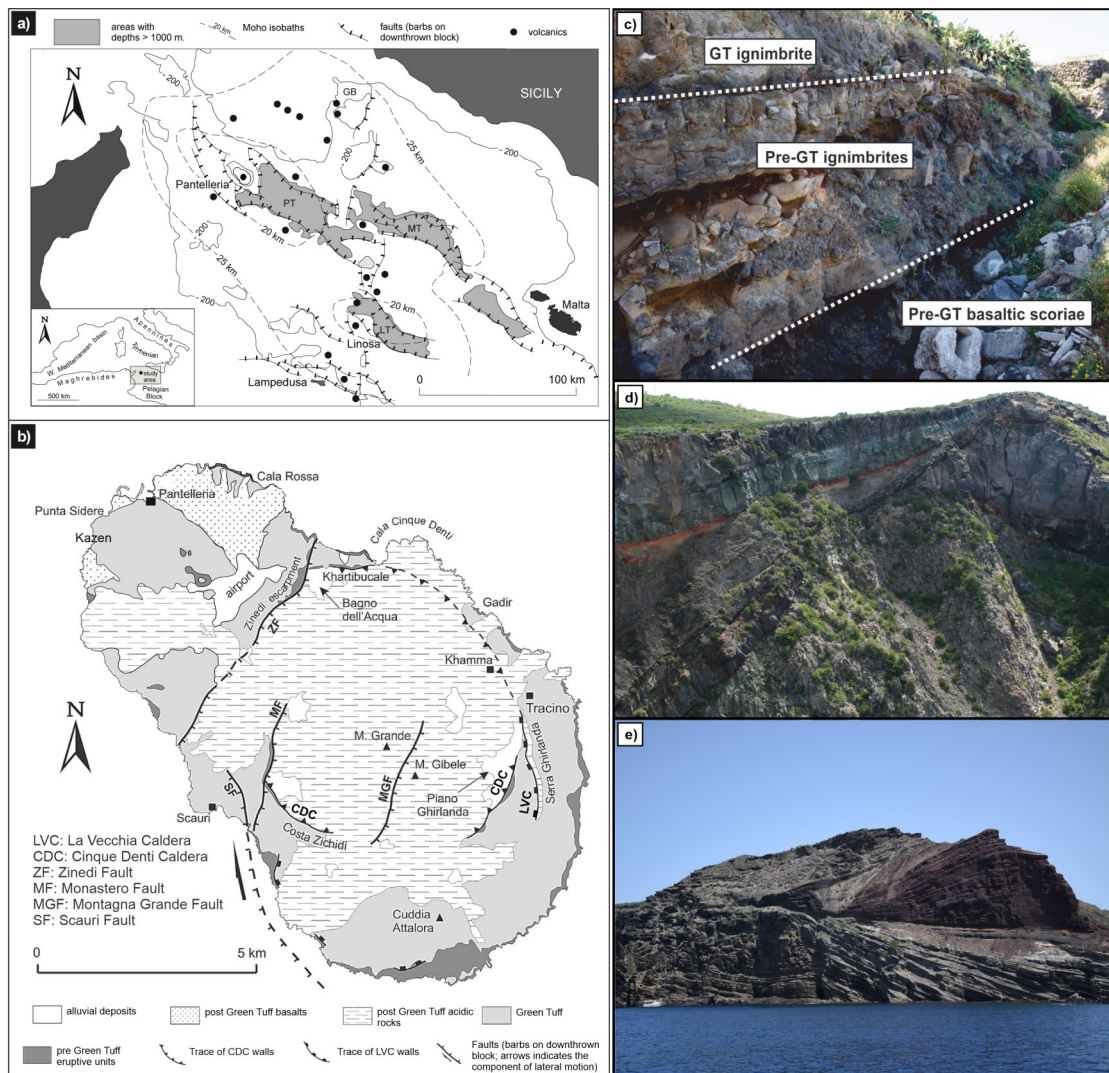 a)
areas with
depths > 1000 m.
20 km
Moho isobaths
faults (barbs on
downthrown block)
volcanics
N
SICILY
- 200
GB
200
- 200
25 km
Pantelleria
PT
MT
200
20 km
- 25 km
- 200
20 km
LT
Linosa
Malta
Lampedusa
0
100 km
N
W. Mediterranean basin
Apennines
Tyrrhenian
study
area
Maghrebides
Pelagian
Block
500 km
b)
Cala Rossa
Pantelleria
Punta Sidere
Kazen
Cala Cinque Denti
airport
Zinedi escarpment
Khartibucale
ZF
Bagno
dell'Acqua
Gadir
Khamma
N
MF
Tracino
M. Grande
M. Gibele
MGF
Piano
Ghirlanda
CDC
LVC
Serra Ghirlanda
SF
Scauri
CDC
Costa Zichidi
LVC: La Vecchia Caldera
CDC: Cinque Denti Caldera
ZF: Zinedi Fault
MF: Monastero Fault
MGF: Montagna Grande Fault
SF: Scauri Fault
Cuddia
Attalora
0
5 km
alluvial deposits
post Green Tuff basalts
post Green Tuff acidic
rocks
Green Tuff
pre Green Tuff
eruptive units
Trace of CDC walls
Trace of LVC walls
Faults (barbs on downthrown
block; arrows indicates the
component of lateral motion)
c)
GT ignimbrite
Pre-GT ignimbrites
Pre-GT basaltic scoriae
d)
e)